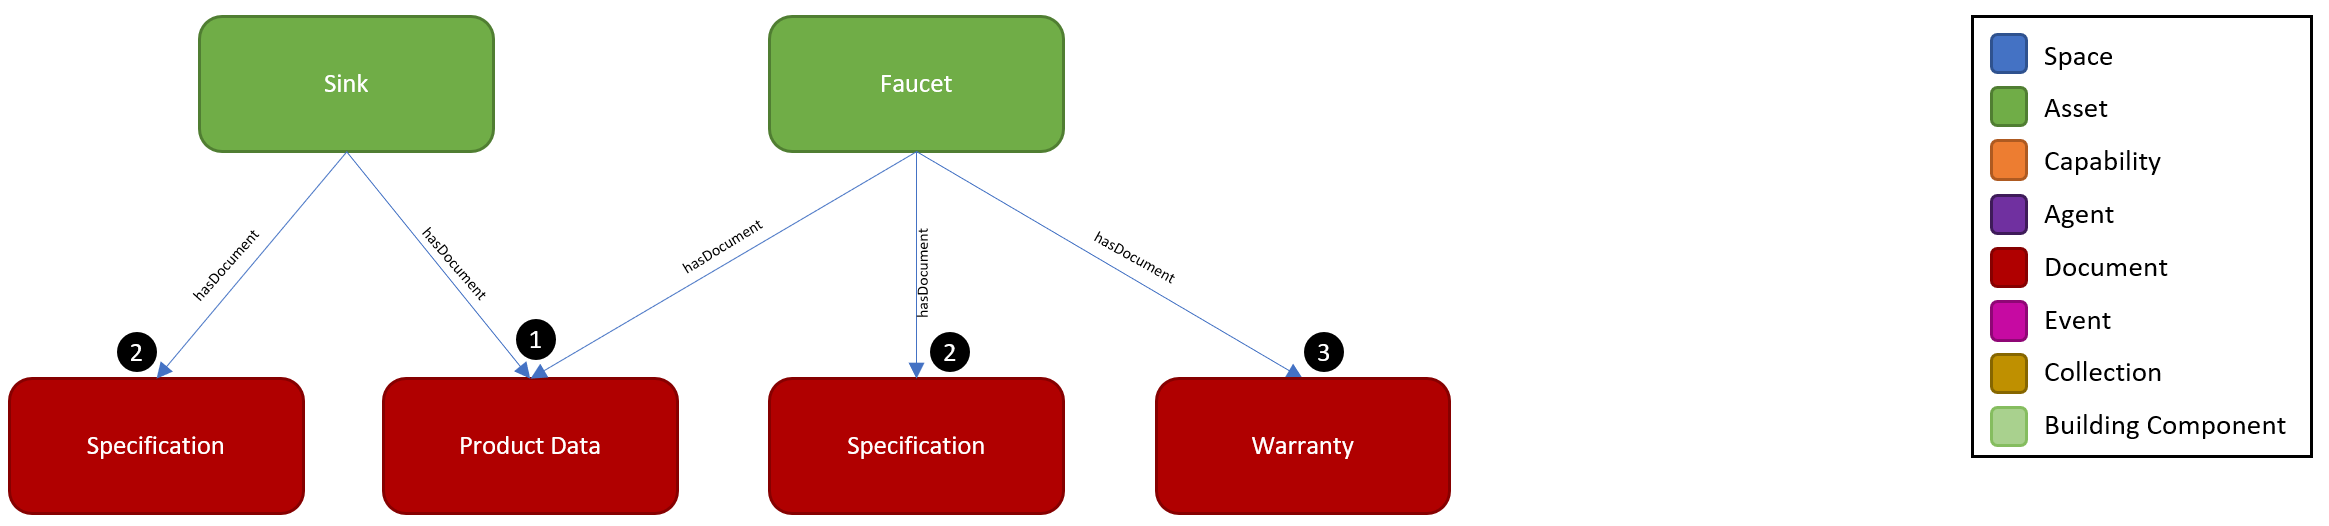 Sink
Faucet
hasDocument
hasDocument
hasDocument
hasDocument
hasDocument
2
1
2
3
Specification
Product Data
Specification
Warranty
Space
Asset
Capability
Agent
Document
Event
Collection
Building Component